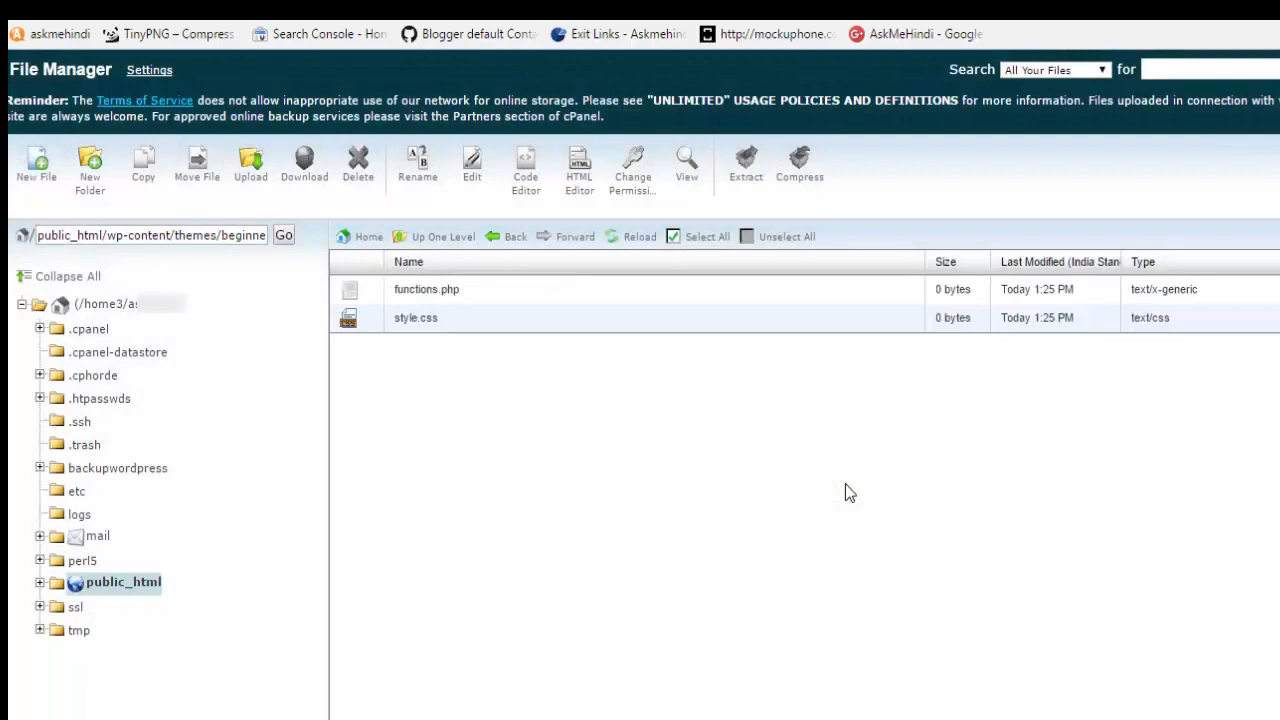 askmehindi TinyPNG – Compress Search Console - Hon Blogger default Conta Exit Links - Askmehin http://mockuphone.c AskMeHindi - Google
File Manager Settings Search All Your Files for
Reminder: The Terms of Service does not allow inappropriate use of our network for online storage. Please see "UNLIMITED" USAGE POLICIES AND DEFINITIONS for more information. Files uploaded in connection with
site are always welcome. For approved online backup services please visit the Partners section of cPanel.
New File New Folder Copy Move File Upload Download Delete Rename Edit Code Editor HTML Editor Change Permissi... View Extract Compress
/ public_html/wp-content/themes/beginne Go
Home Up One Level Back Forward Reload Select All Unselect All
Collapse All
Name Size Last Modified (India Stan Type
functions.php 0 bytes Today 1:25 PM text/x-generic
style.css 0 bytes Today 1:25 PM text/css
(/home3/as
.cpanel
.cpanel-datastore
.cphorde
.htpasswds
.ssh
.trash
backupwordpress
etc
logs
mail
perl5
public_html
ssl
tmp